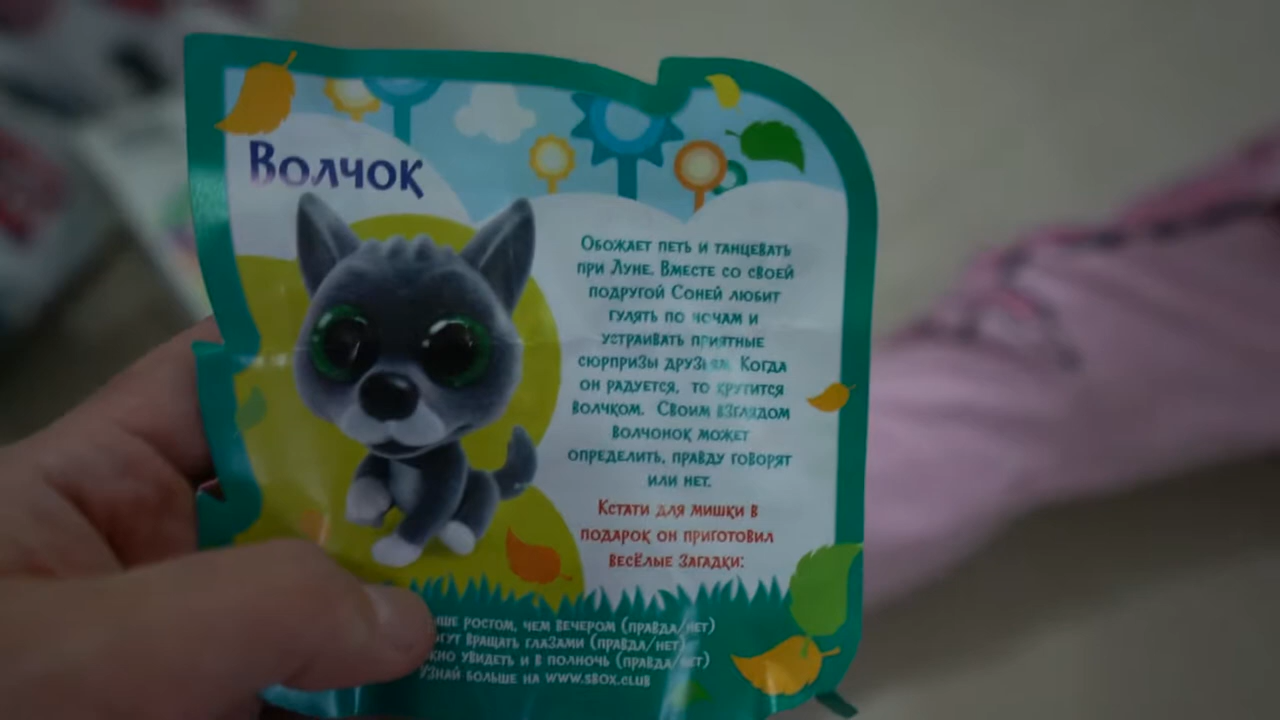 Волчок
Обожает петь и танцевать
при Луне. Вместе со своей
подругой Соней любит
гулять по ночам и
устраивать приятные
сюрпризы друзьям. Когда
он радуется, то крутится
волчком. Своим взглядом
волчонок может
определить, правду говорят
или нет.
Кстати для мишки в
подарок он приготовил
весёлые загадки:
ростом, чем вечером (правда/нет)
вращать глазами (правда/нет)
увидеть и в полночь (правда/нет)
Узнай больше на www.sbox.club